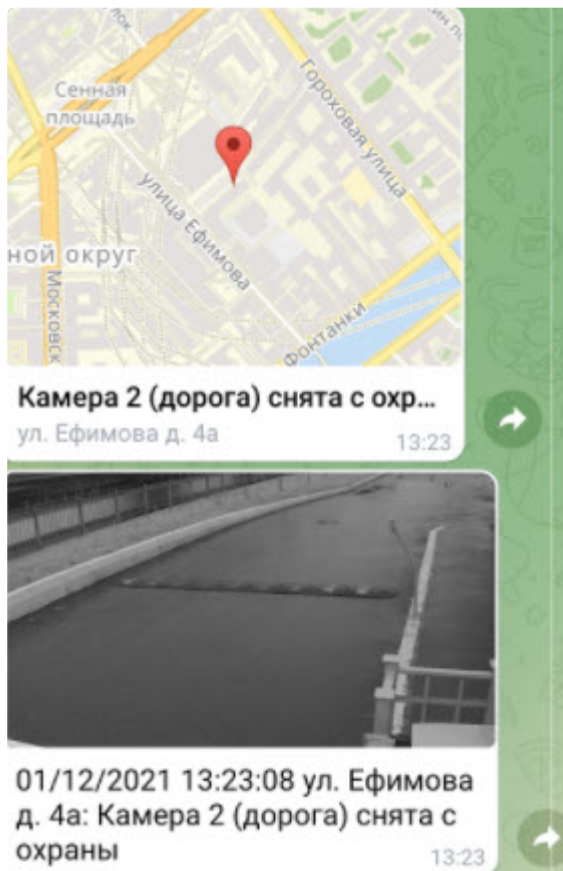 Сенная
площадь
Гороховая улица
улица Ефимова
ной округ
Московск
Фонтанки
Камера 2 (дорога) снята с охр...
ул. Ефимова д. 4а
13:23
01/12/2021 13:23:08 ул. Ефимова
д. 4а: Камера 2 (дорога) снята с
охраны
13:23